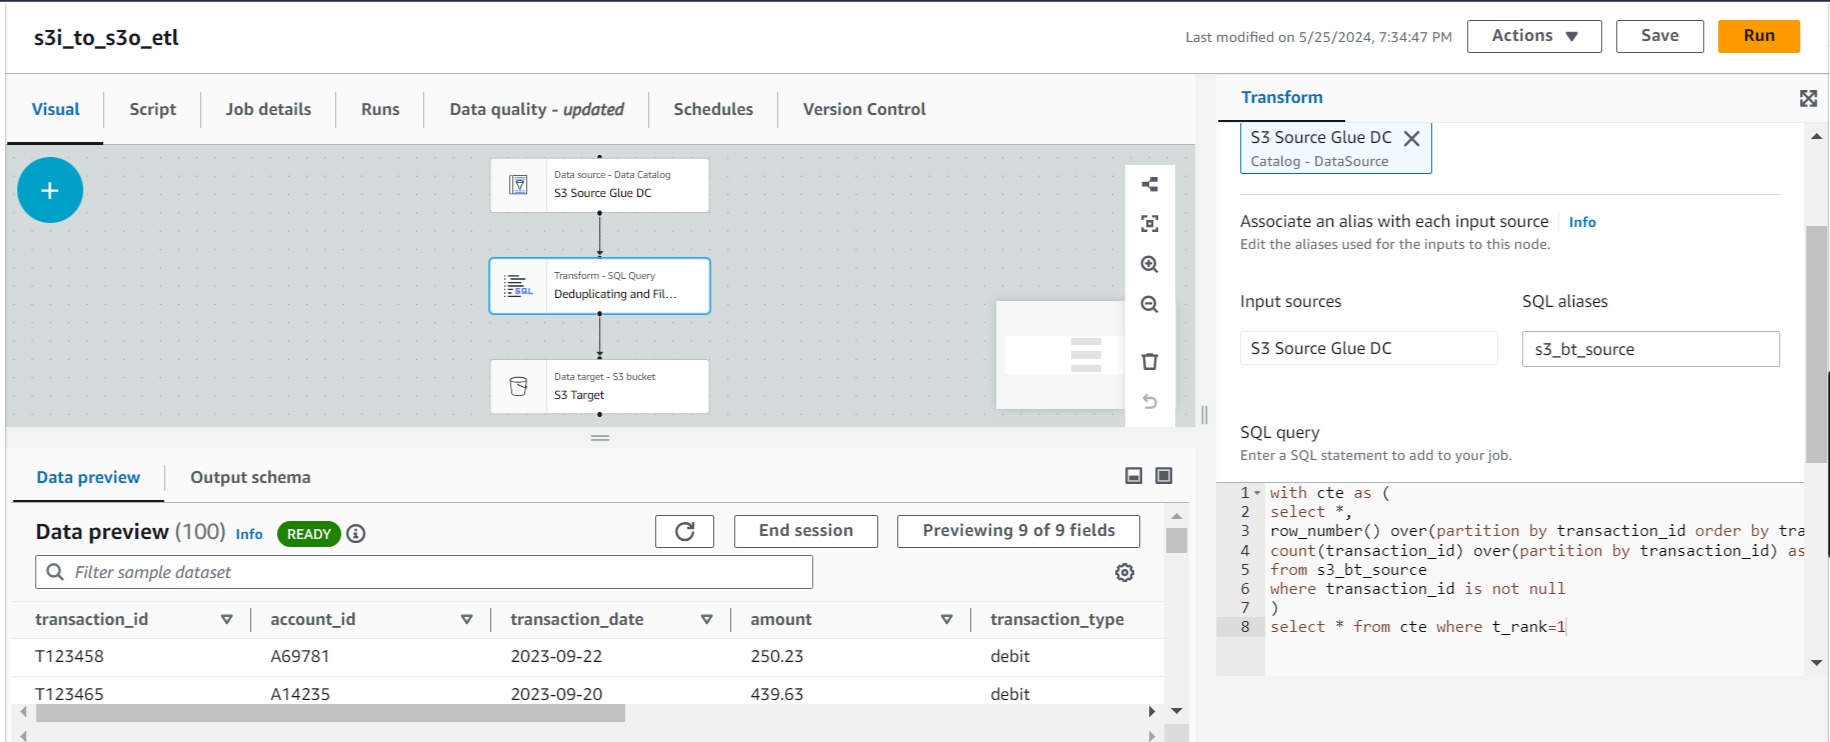 s3i_to_s3o_etl
Last modified on 5/25/2024, 7:34:47 PM
Actions
Save
Run
Visual
Script
Job details
Runs
Data quality - updated
Schedules
Version Control
Data source - Data Catalog
S3 Source Glue DC
Transform - SQL Query
Deduplicating and Fil...
Data target - S3 bucket
S3 Target
Data preview
Output schema
Data preview (100) Info READY
End session
Previewing 9 of 9 fields
Filter sample dataset
transaction_id account_id transaction_date amount transaction_type
T123458 A69781 2023-09-22 250.23 debit
T123465 A14235 2023-09-20 439.63 debit
Transform
S3 Source Glue DC
Catalog - DataSource
Associate an alias with each input source Info
Edit the aliases used for the inputs to this node.
Input sources SQL aliases
S3 Source Glue DC s3_bt_source
SQL query
Enter a SQL statement to add to your job.
1 with cte as (
2 select *,
3 row_number() over(partition by transaction_id order by tra
4 count(transaction_id) over(partition by transaction_id) as
5 from s3_bt_source
6 where transaction_id is not null
7 )
8 select * from cte where t_rank=1